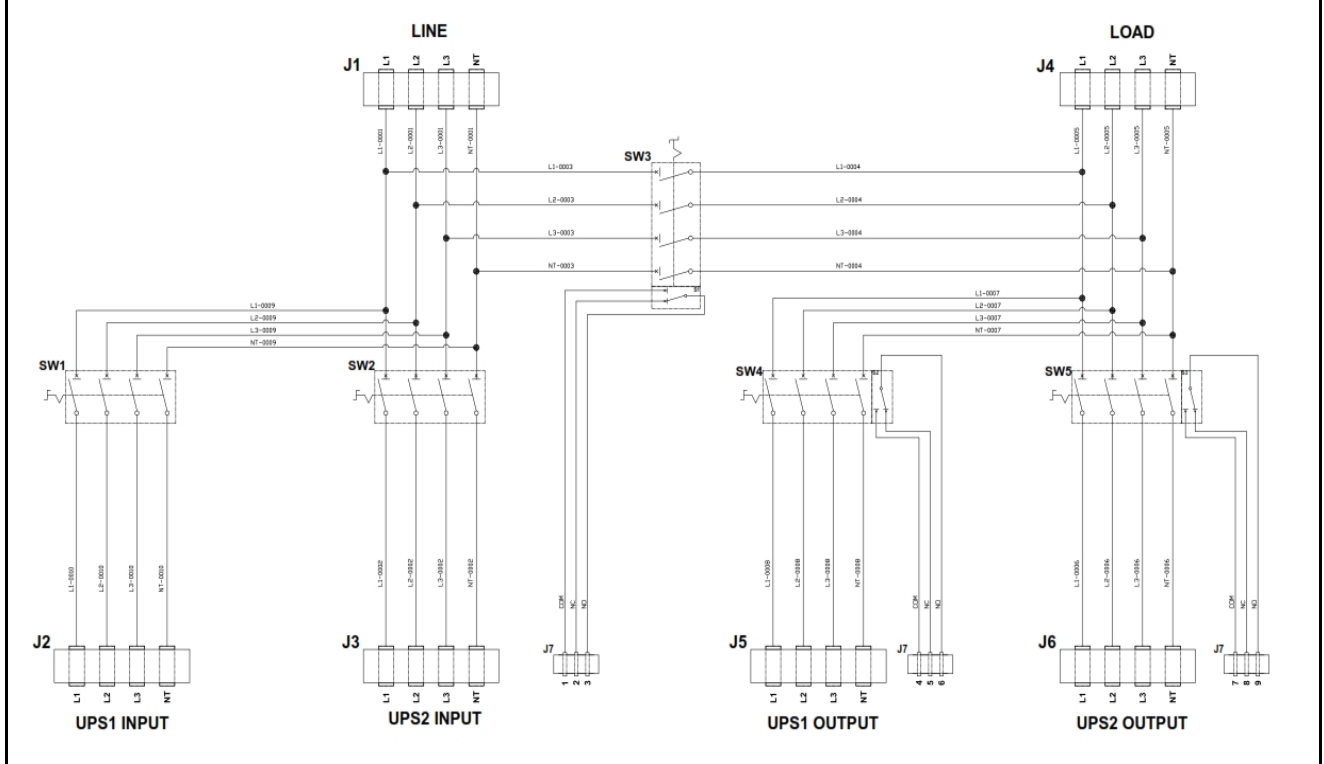 LINE
LOAD
J1
L1
L2
L3
NT
J4
L1
L2
L3
NT
L1-0001
L2-0001
L3-0001
NT-0001
L1-0005
L2-0005
L3-0005
NT-0005
SW3
L1-0003
L1-0004
L2-0003
L2-0004
L3-0003
L3-0004
NT-0003
NT-0004
L1-0009
L2-0009
L3-0009
NT-0009
L1-0007
L2-0007
L3-0007
NT-0007
SW1
SW2
SW4
SW5
L1-0010
L2-0010
L3-0010
NT-0010
L1-0002
L2-0002
L3-0002
NT-0002
COM
NC
NO
L1-0008
L2-0008
L3-0008
NT-0008
COM
NC
NO
L1-0006
L2-0006
L3-0006
NT-0006
COM
NC
NO
J2
J3
J7
J5
J7
J6
J7
L1
L2
L3
NT
L1
L2
L3
NT
1
2
3
L1
L2
L3
NT
4
5
6
L1
L2
L3
NT
7
8
9
UPS1 INPUT
UPS2 INPUT
UPS1 OUTPUT
UPS2 OUTPUT